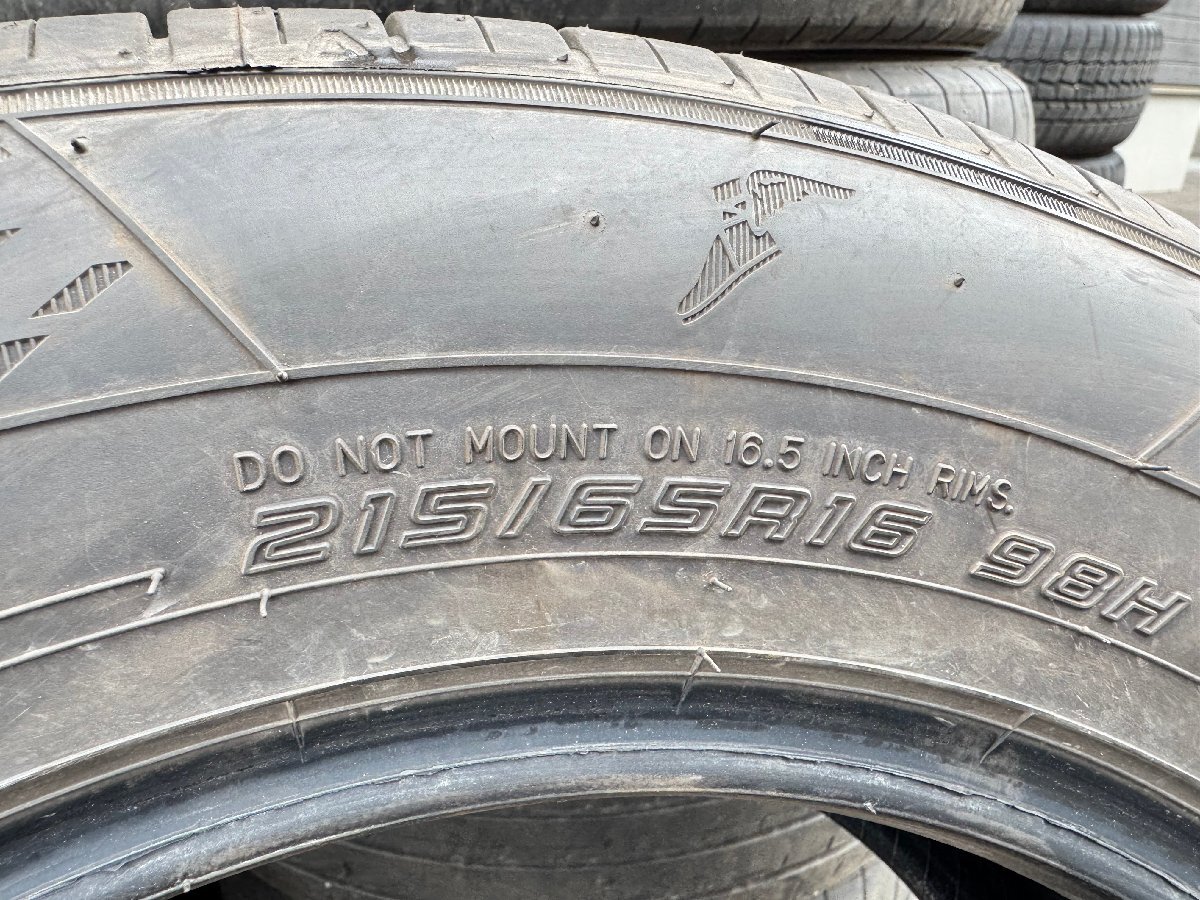 DO NOT MOUNT ON 16.5 INCH RIMS.
215/65R16 98H